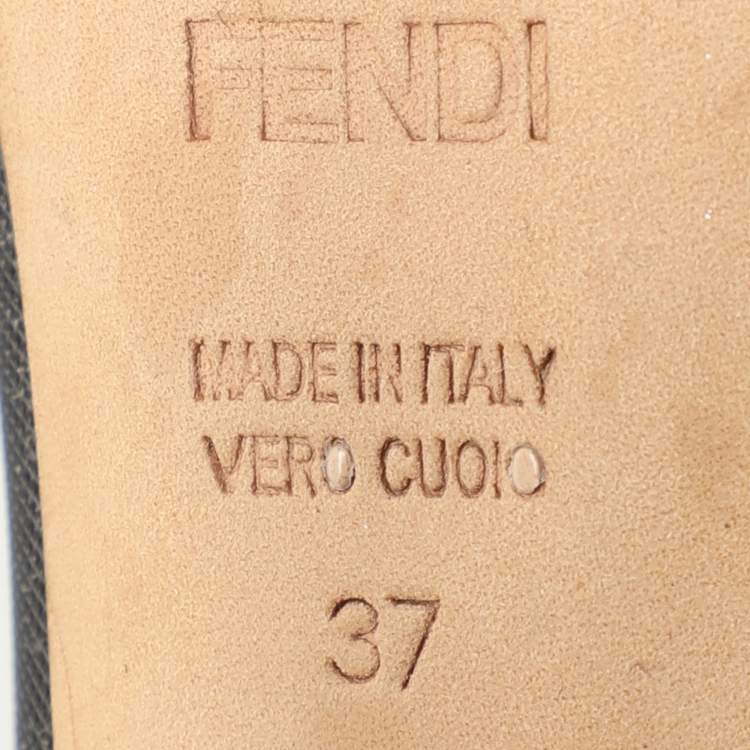 FENDI
MADE IN ITALY
VERO CUOIO
37